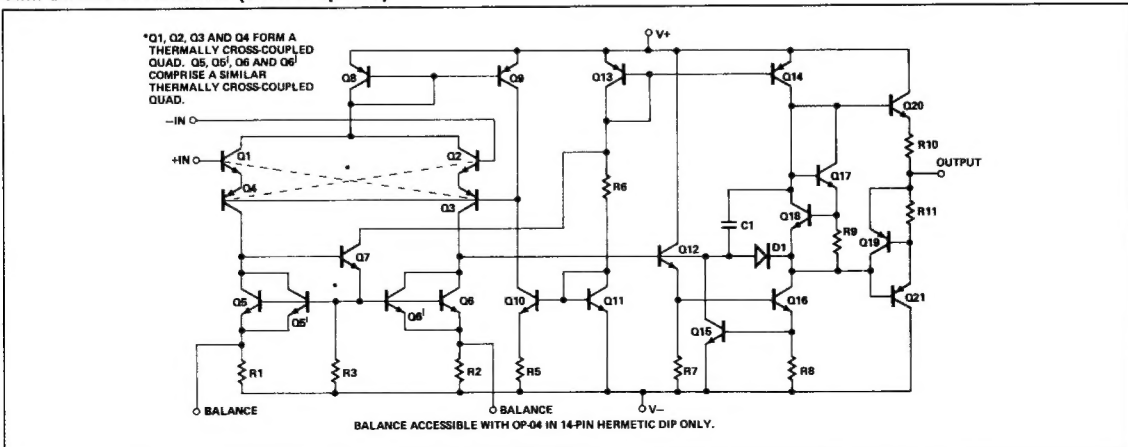 *Q1, Q2, Q3 AND Q4 FORM A
THERMALLY CROSS-COUPLED
QUAD. Q5, Q5', Q6 AND Q6'
COMPRISE A SIMILAR
THERMALLY CROSS-COUPLED
QUAD.
V+
Q8
Q9
Q13
Q14
Q20
-IN
+IN
Q1
*
Q2
Q17
R10
OUTPUT
Q4
Q3
R6
C1
Q18
R9
R11
Q19
Q7
Q12
D1
*
Q5
Q5'
Q6'
Q6
Q10
Q11
Q16
Q21
Q15
R1
R3
R2
R5
R7
R8
BALANCE
BALANCE
V-
BALANCE ACCESSIBLE WITH OP-04 IN 14-PIN HERMETIC DIP ONLY.